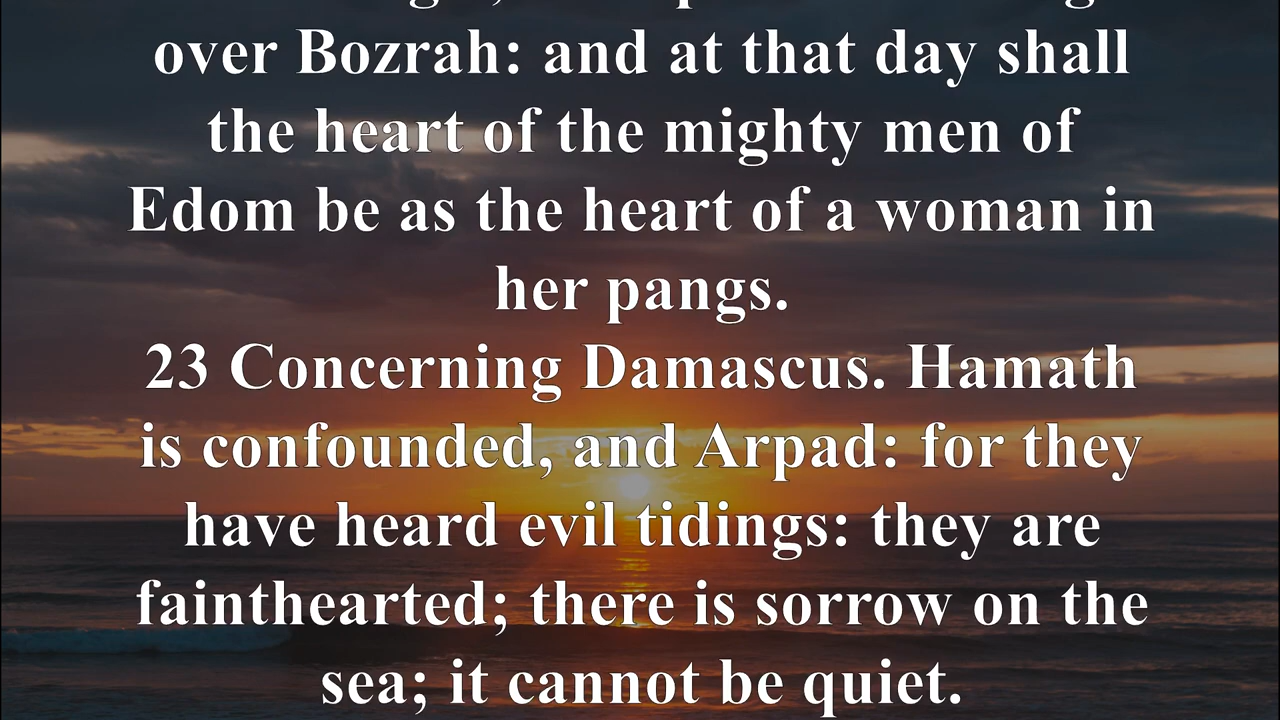 over Bozrah: and at that day shall
the heart of the mighty men of
Edom be as the heart of a woman in
her pangs.
23 Concerning Damascus. Hamath
is confounded, and Arpad: for they
have heard evil tidings: they are
fainthearted; there is sorrow on the
sea; it cannot be quiet.